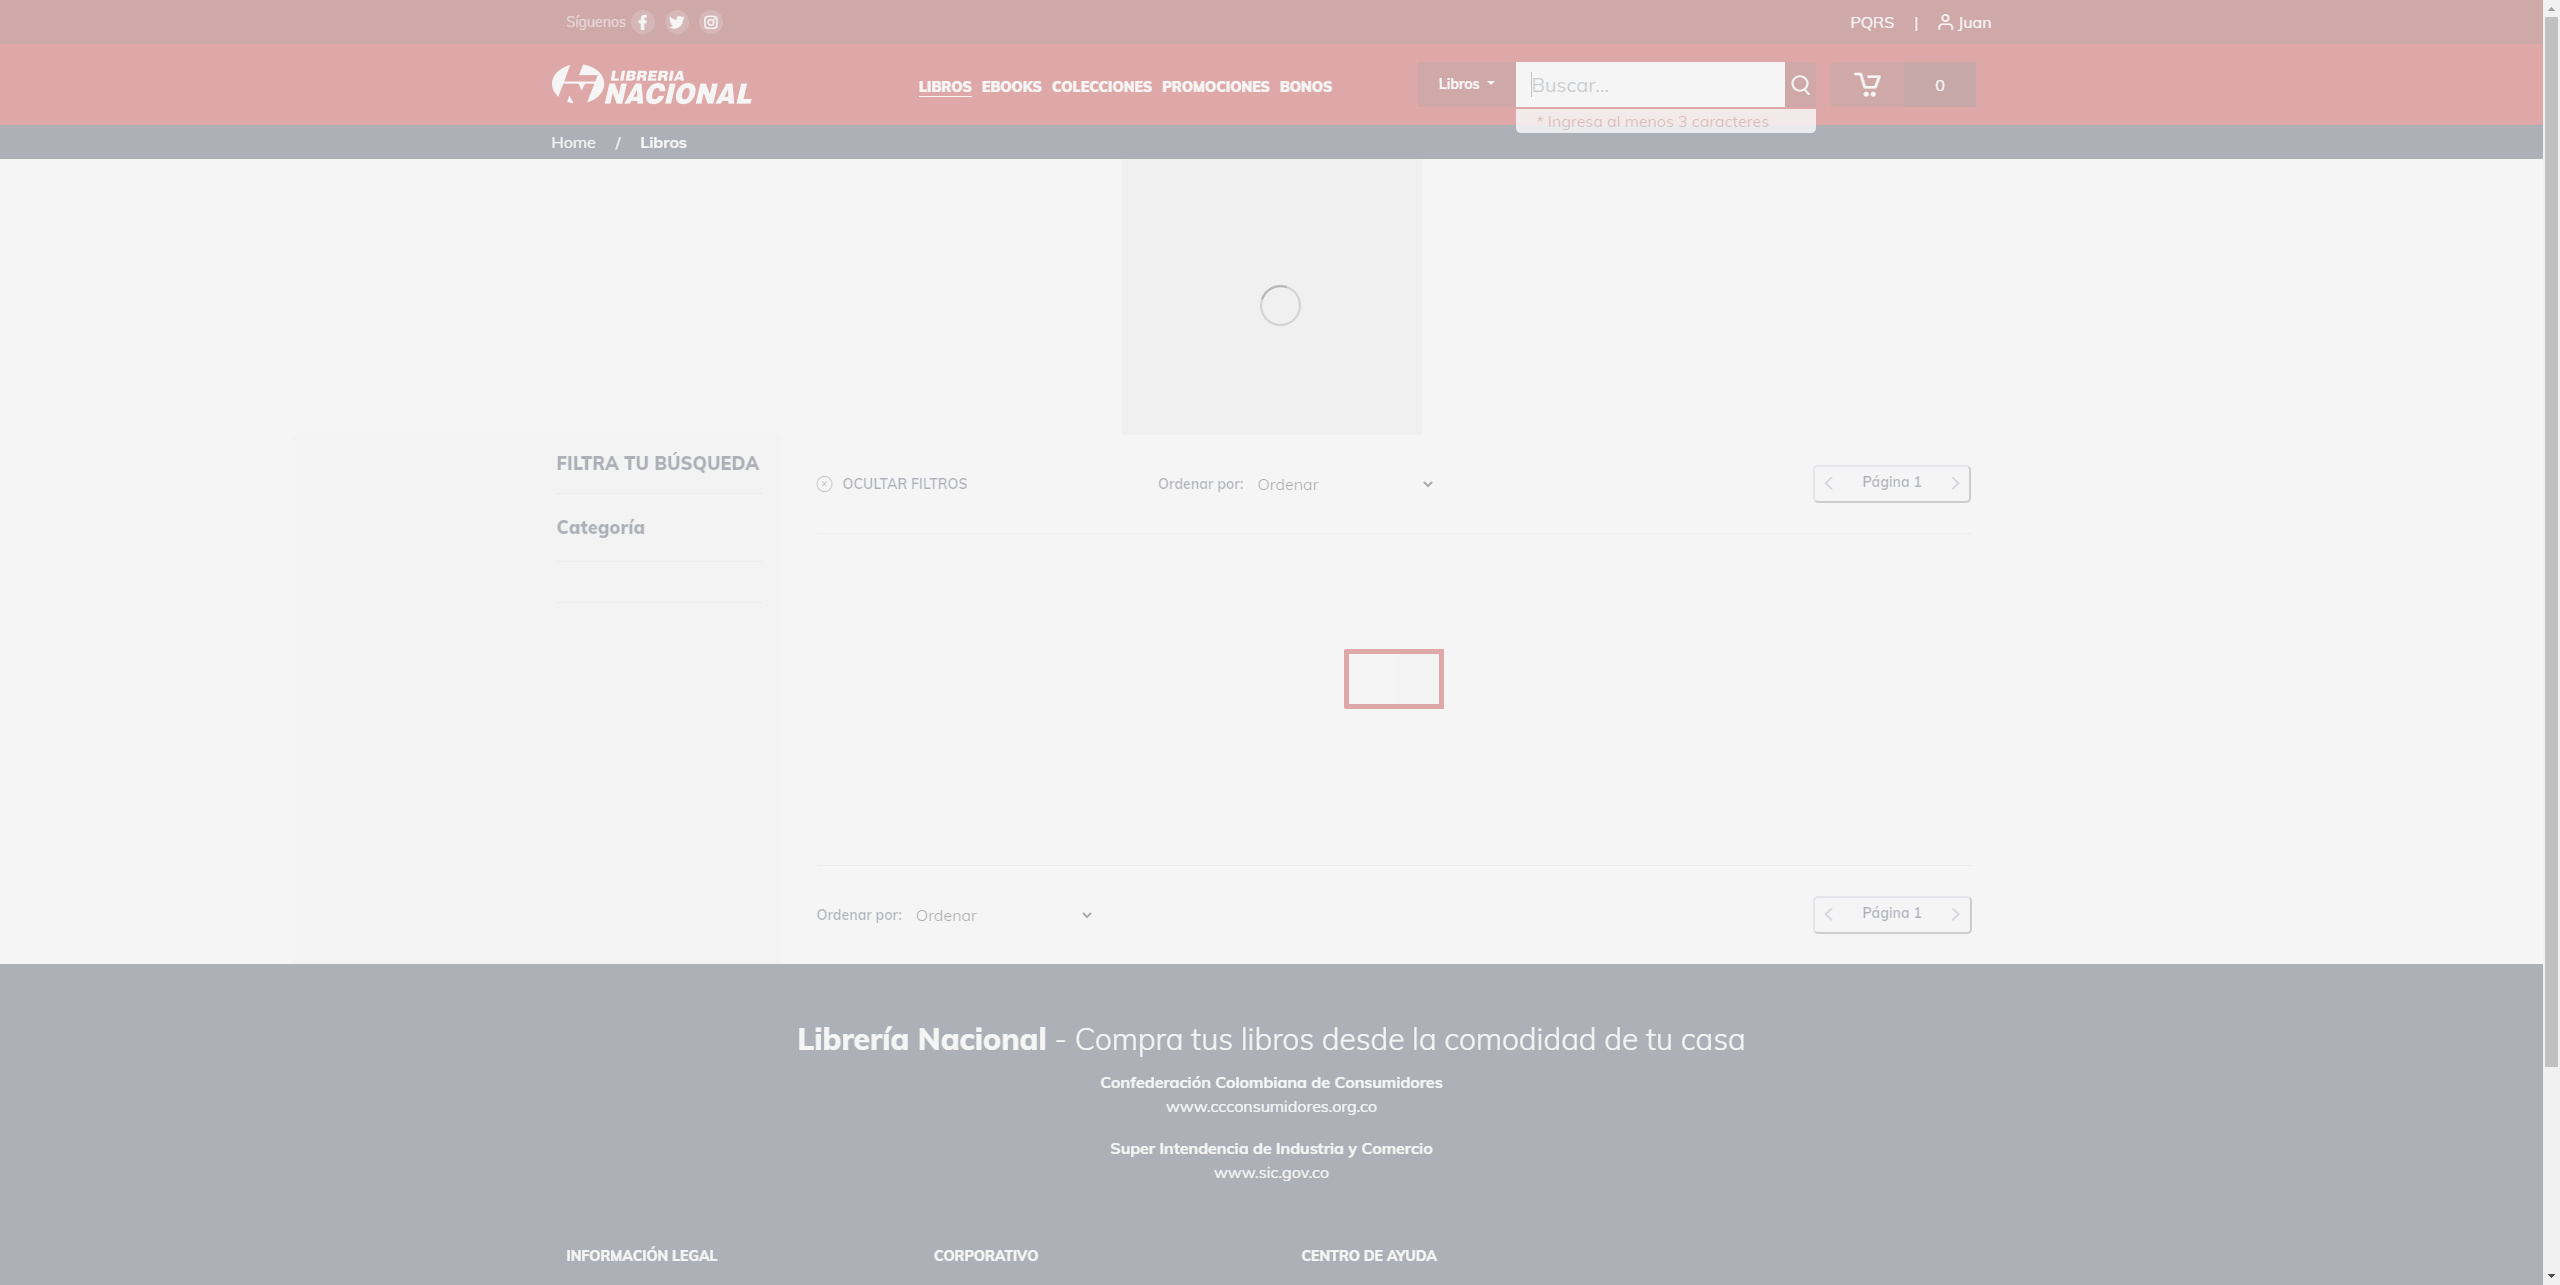 Síguenos
PQRS | Juan
LIBRERIA
NACIONAL
LIBROS EBOOKS COLECCIONES PROMOCIONES BONOS
Libros
Buscar...
0
* Ingresa al menos 3 caracteres
Home / Libros
FILTRA TU BÚSQUEDA
OCULTAR FILTROS
Ordenar por: Ordenar
Página 1
Categoría
Ordenar por: Ordenar
Página 1
Librería Nacional - Compra tus libros desde la comodidad de tu casa
Confederación Colombiana de Consumidores
www.ccconsumidores.org.co
Super Intendencia de Industria y Comercio
www.sic.gov.co
INFORMACIÓN LEGAL
CORPORATIVO
CENTRO DE AYUDA